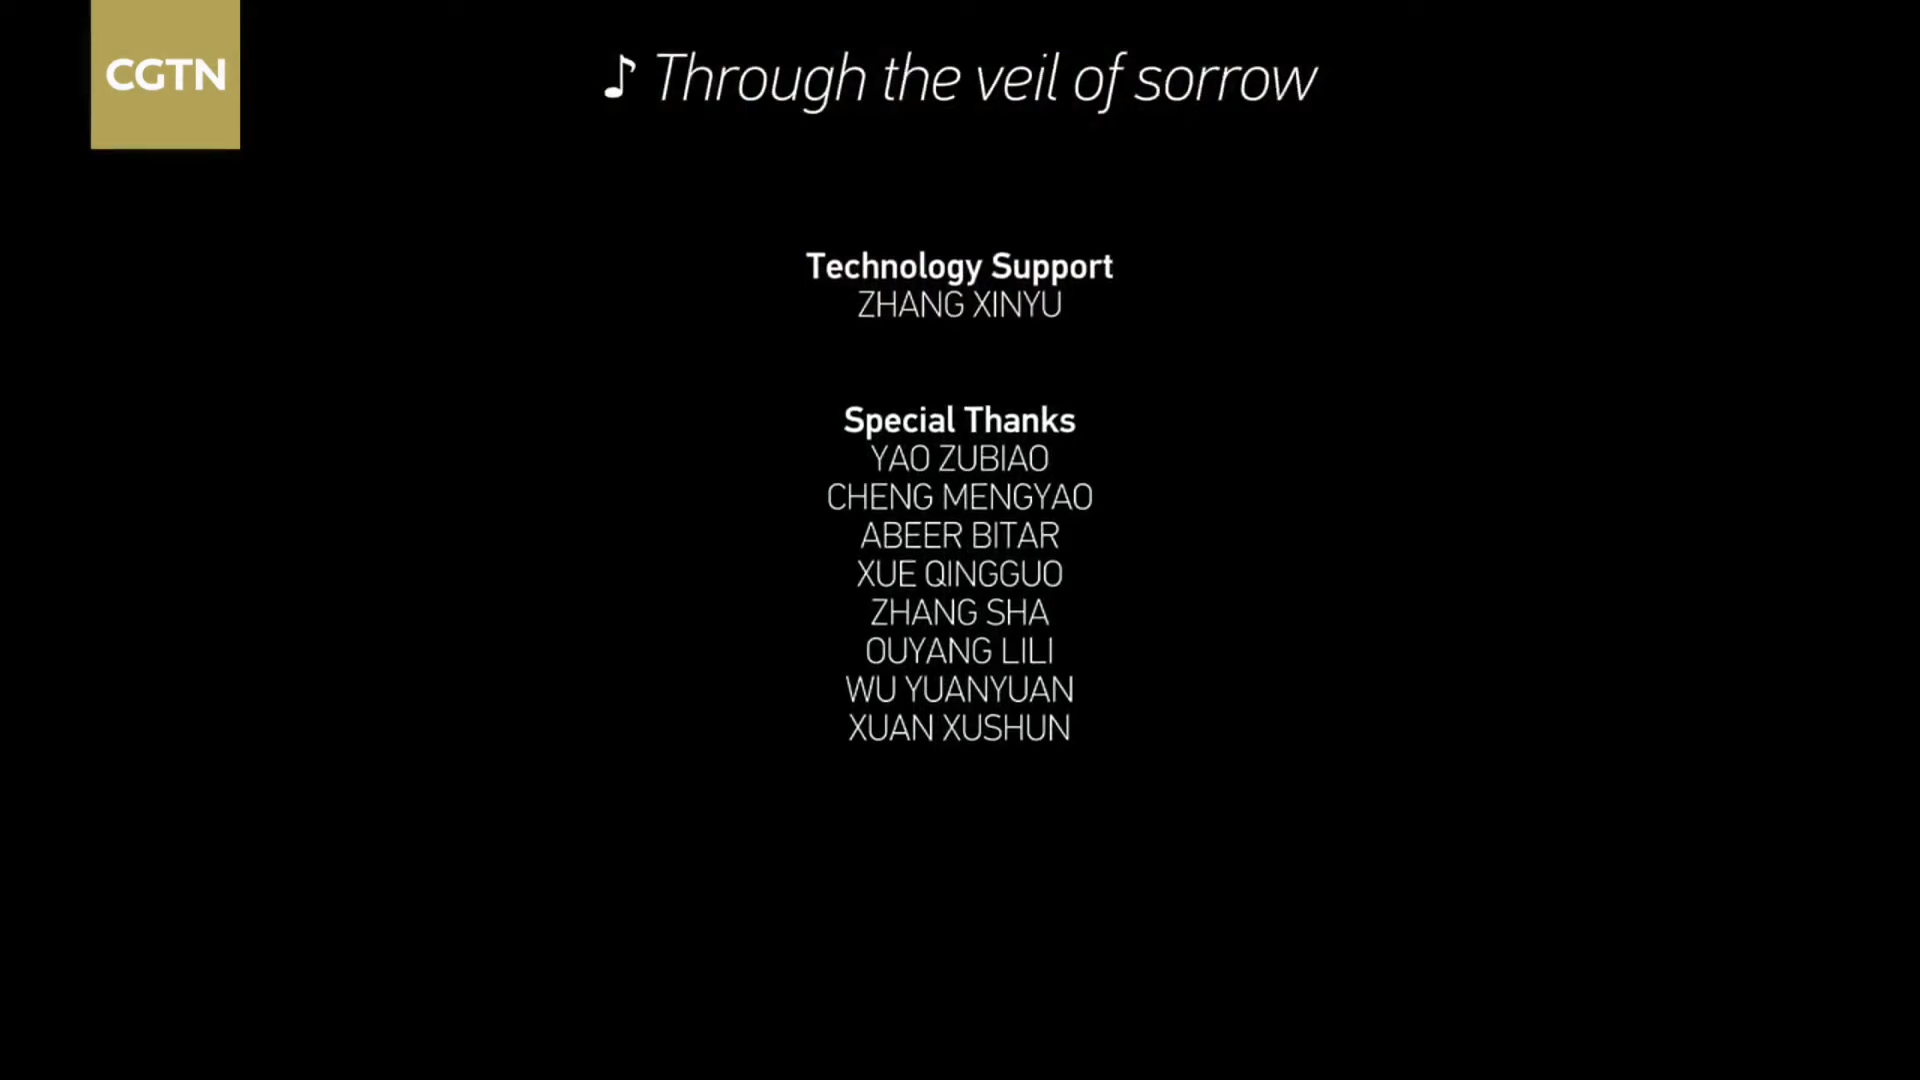 CGTN
♪ Through the veil of sorrow
Technology Support
ZHANG XINYU
Special Thanks
YAO ZUBIAO
CHENG MENGYAO
ABEER BITAR
XUE QINGGUO
ZHANG SHA
OUYANG LILI
WU YUANYUAN
XUAN XUSHUN